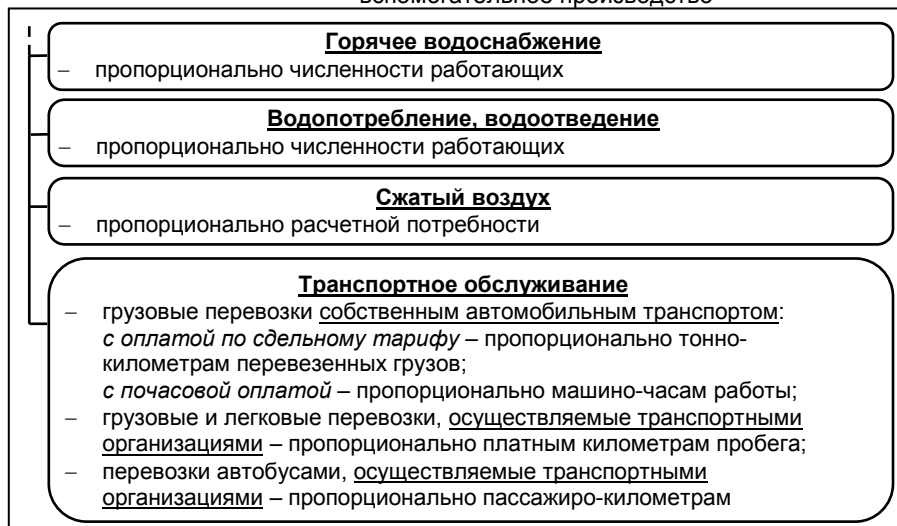 вспомогательное производство
Горячее водоснабжение
– пропорционально численности работающих
Водопотребление, водоотведение
– пропорционально численности работающих
Сжатый воздух
– пропорционально расчетной потребности
Транспортное обслуживание
– грузовые перевозки собственным автомобильным транспортом:
с оплатой по сдельному тарифу – пропорционально тонно-
километрам перевезенных грузов;
с почасовой оплатой – пропорционально машино-часам работы;
– грузовые и легковые перевозки, осуществляемые транспортными
организациями – пропорционально платным километрам пробега;
– перевозки автобусами, осуществляемые транспортными
организациями – пропорционально пассажиро-километрам